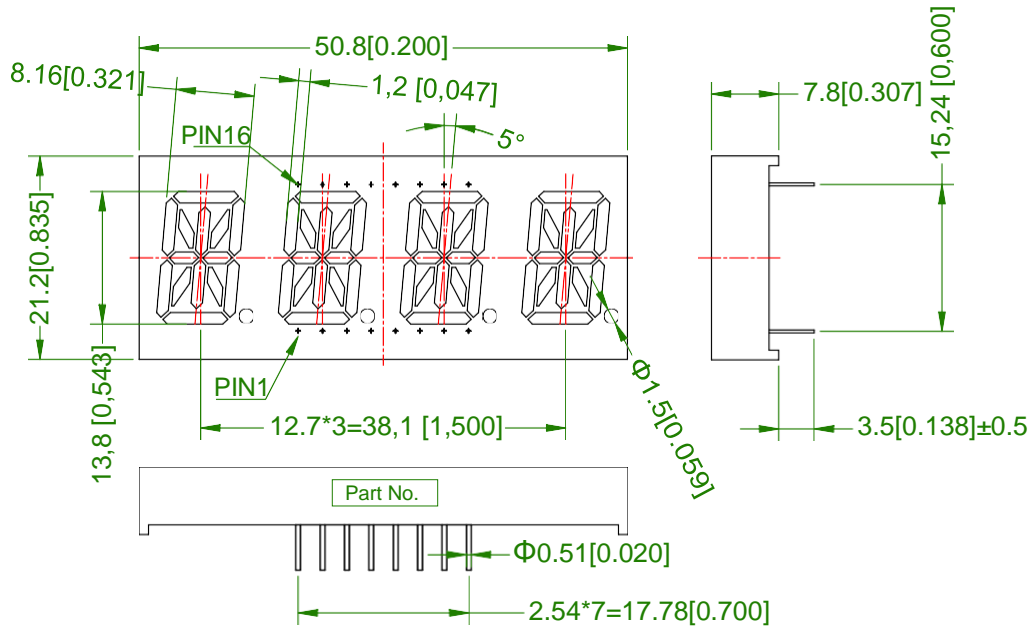 50.8[0.200]
8.16[0.321]
1,2 [0,047]
7.8[0.307]
PIN16
5°
15,24 [0,600]
21.2[0.835]
13,8 [0,543]
PIN1
Φ1.5[0.059]
12.7*3=38,1 [1,500]
3.5[0.138]±0.5
Part No.
Φ0.51[0.020]
2.54*7=17.78[0.700]